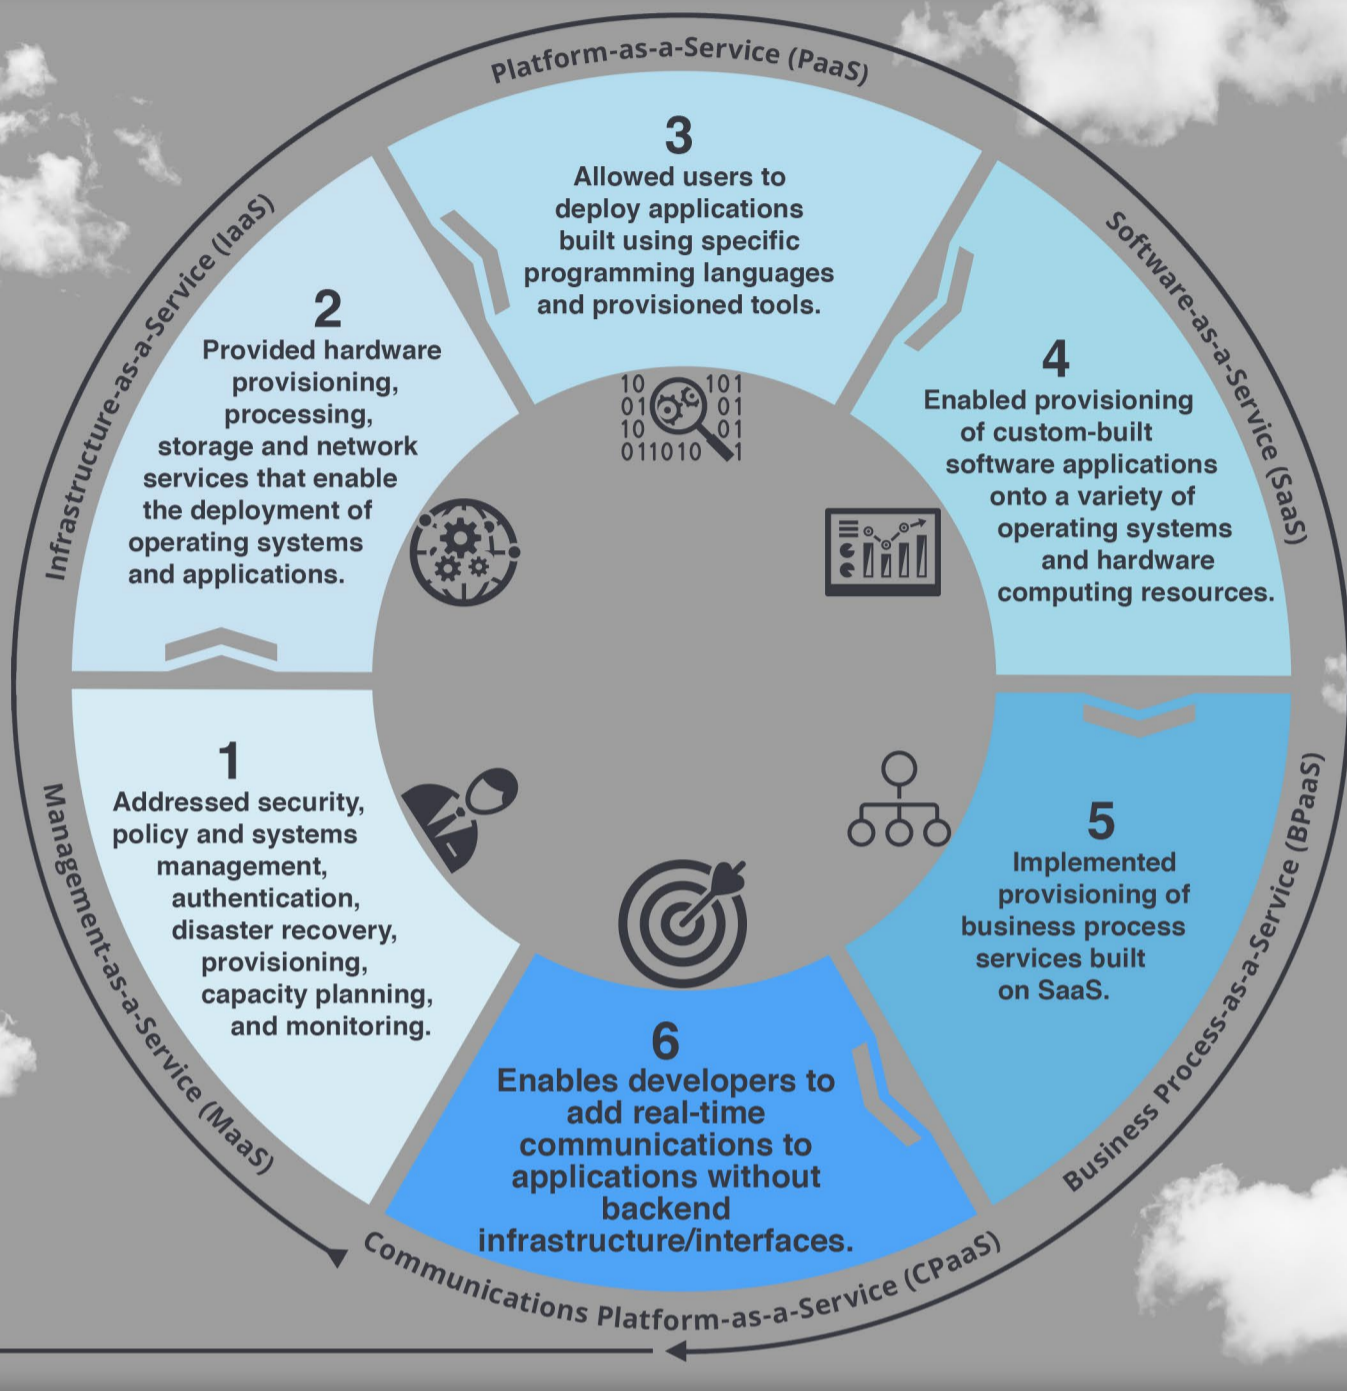 Platform-as-a-Service (PaaS)
3
Allowed users to
deploy applications
built using specific
programming languages
and provisioned tools.
Infrastructure-as-a-Service (IaaS)
2
Provided hardware
provisioning,
processing,
storage and network
services that enable
the deployment of
operating systems
and applications.
Software-as-a-Service (SaaS)
4
Enabled provisioning
of custom-built
software applications
onto a variety of
operating systems
and hardware
computing resources.
10 101
01 01
10 01
011010 1
Management-as-a-Service (MaaS)
1
Addressed security,
policy and systems
management,
authentication,
disaster recovery,
provisioning,
capacity planning,
and monitoring.
Business Process-as-a-Service (BPaaS)
5
Implemented
provisioning of
business process
services built
on SaaS.
6
Enables developers to
add real-time
communications to
applications without
backend
infrastructure/interfaces.
Communications Platform-as-a-Service (CPaaS)